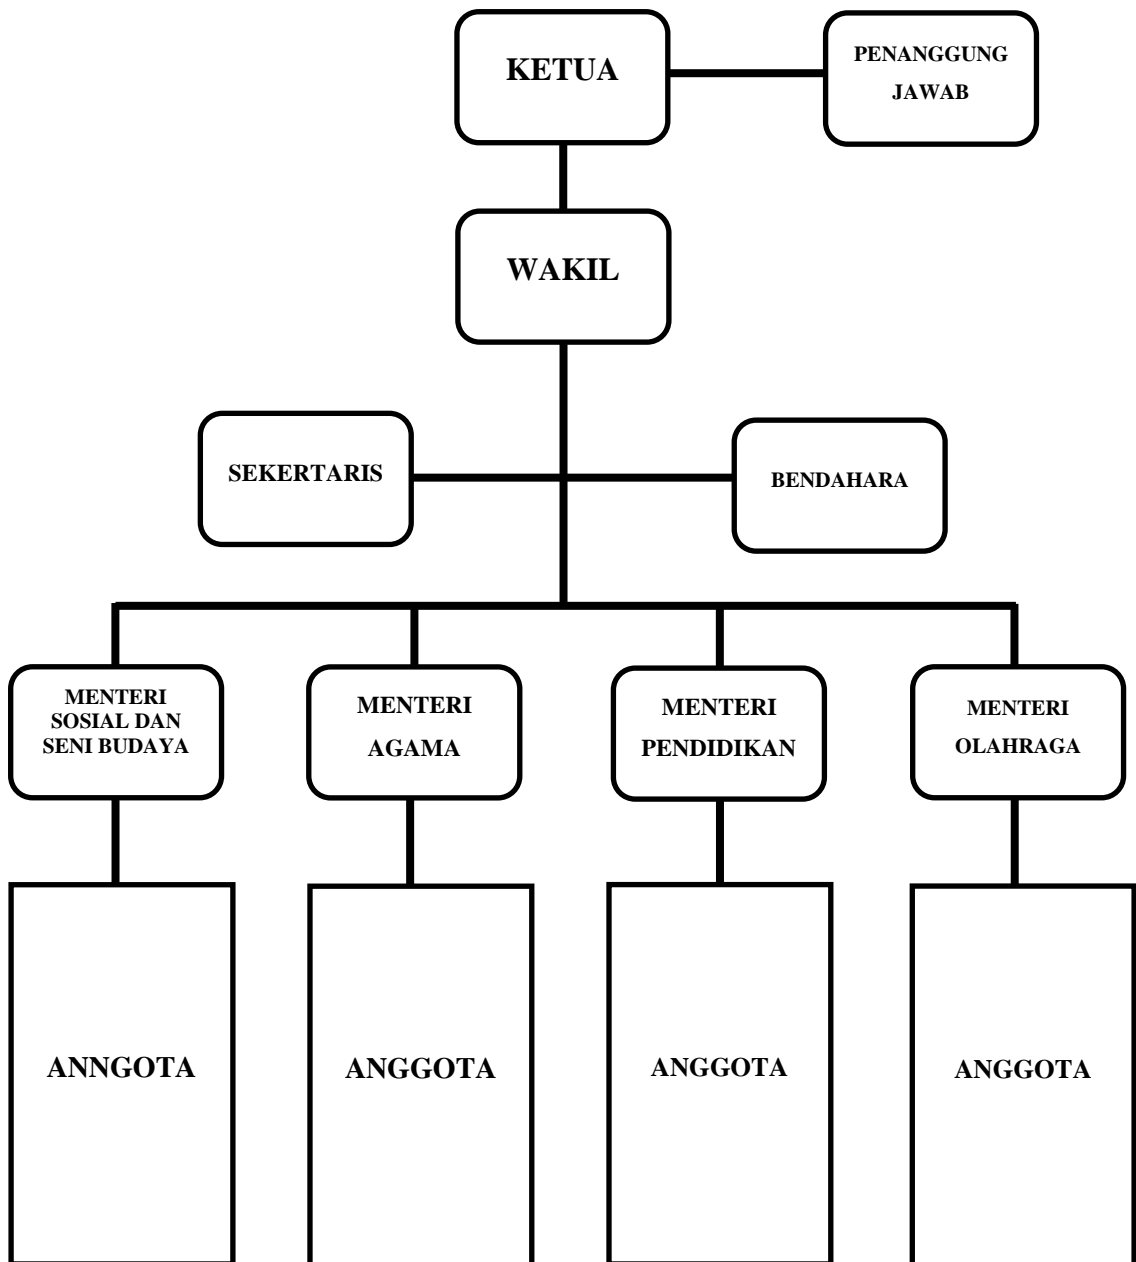 KETUA
PENANGGUNG
JAWAB
WAKIL
SEKERTARIS
BENDAHARA
MENTERI
SOSIAL DAN
SENI BUDAYA
MENTERI
AGAMA
MENTERI
PENDIDIKAN
MENTERI
OLAHRAGA
ANNGOTA
ANGGOTA
ANGGOTA
ANGGOTA